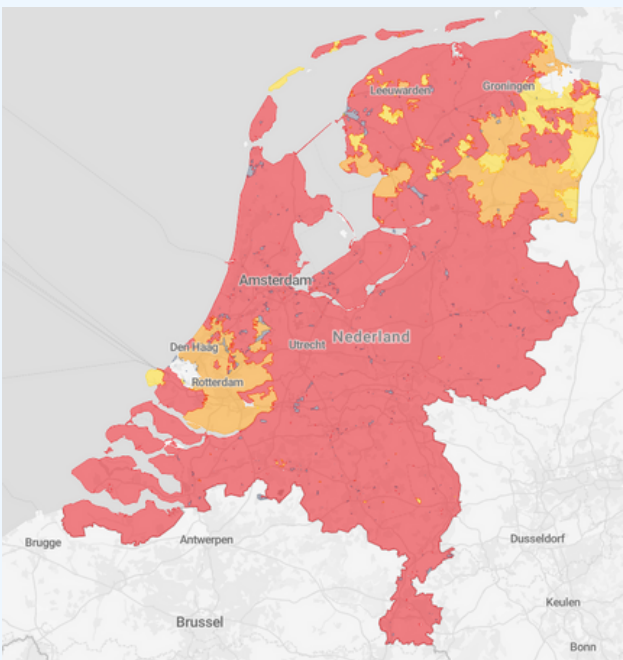 Leeuwarden
Groningen
Amsterdam
Nederland
Utrecht
Den Haag
Rotterdam
Brugge
Antwerpen
Dusseldorf
Keulen
Brussel
Bonn